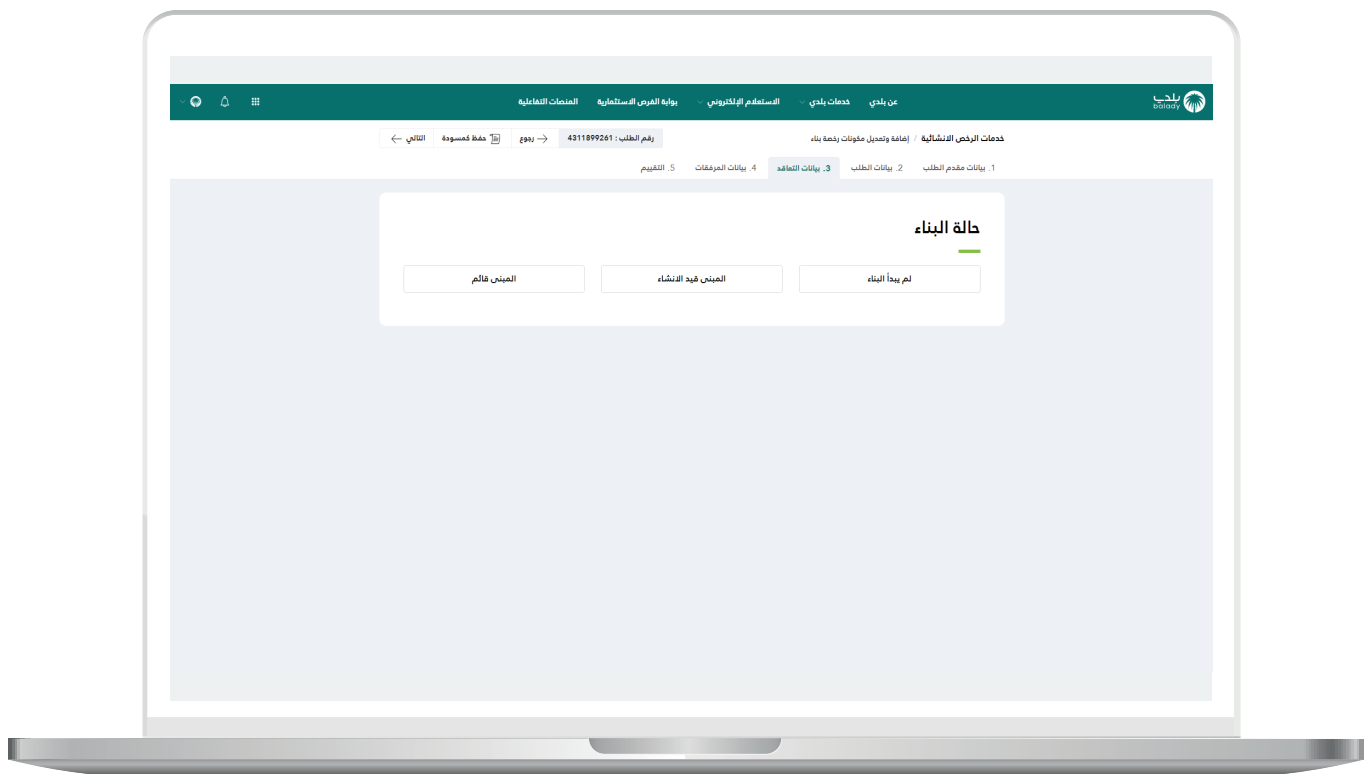 بلدي
balady
عن بلدي خدمات بلدي الاستعلام الإلكتروني بوابة الفرص الاستثمارية المنصات التفاعلية
خدمات الرخص الانشائية / إضافة وتعديل مكونات رخصة بناء رقم الطلب : 4311899261 رجوع حفظ كمسودة التالي
1. بيانات مقدم الطلب 2. بيانات الطلب 3. بيانات التعاقد 4. بيانات المرفقات 5. التقييم
حالة البناء
لم يبدأ البناء المبنى قيد الانشاء المبنى قائم